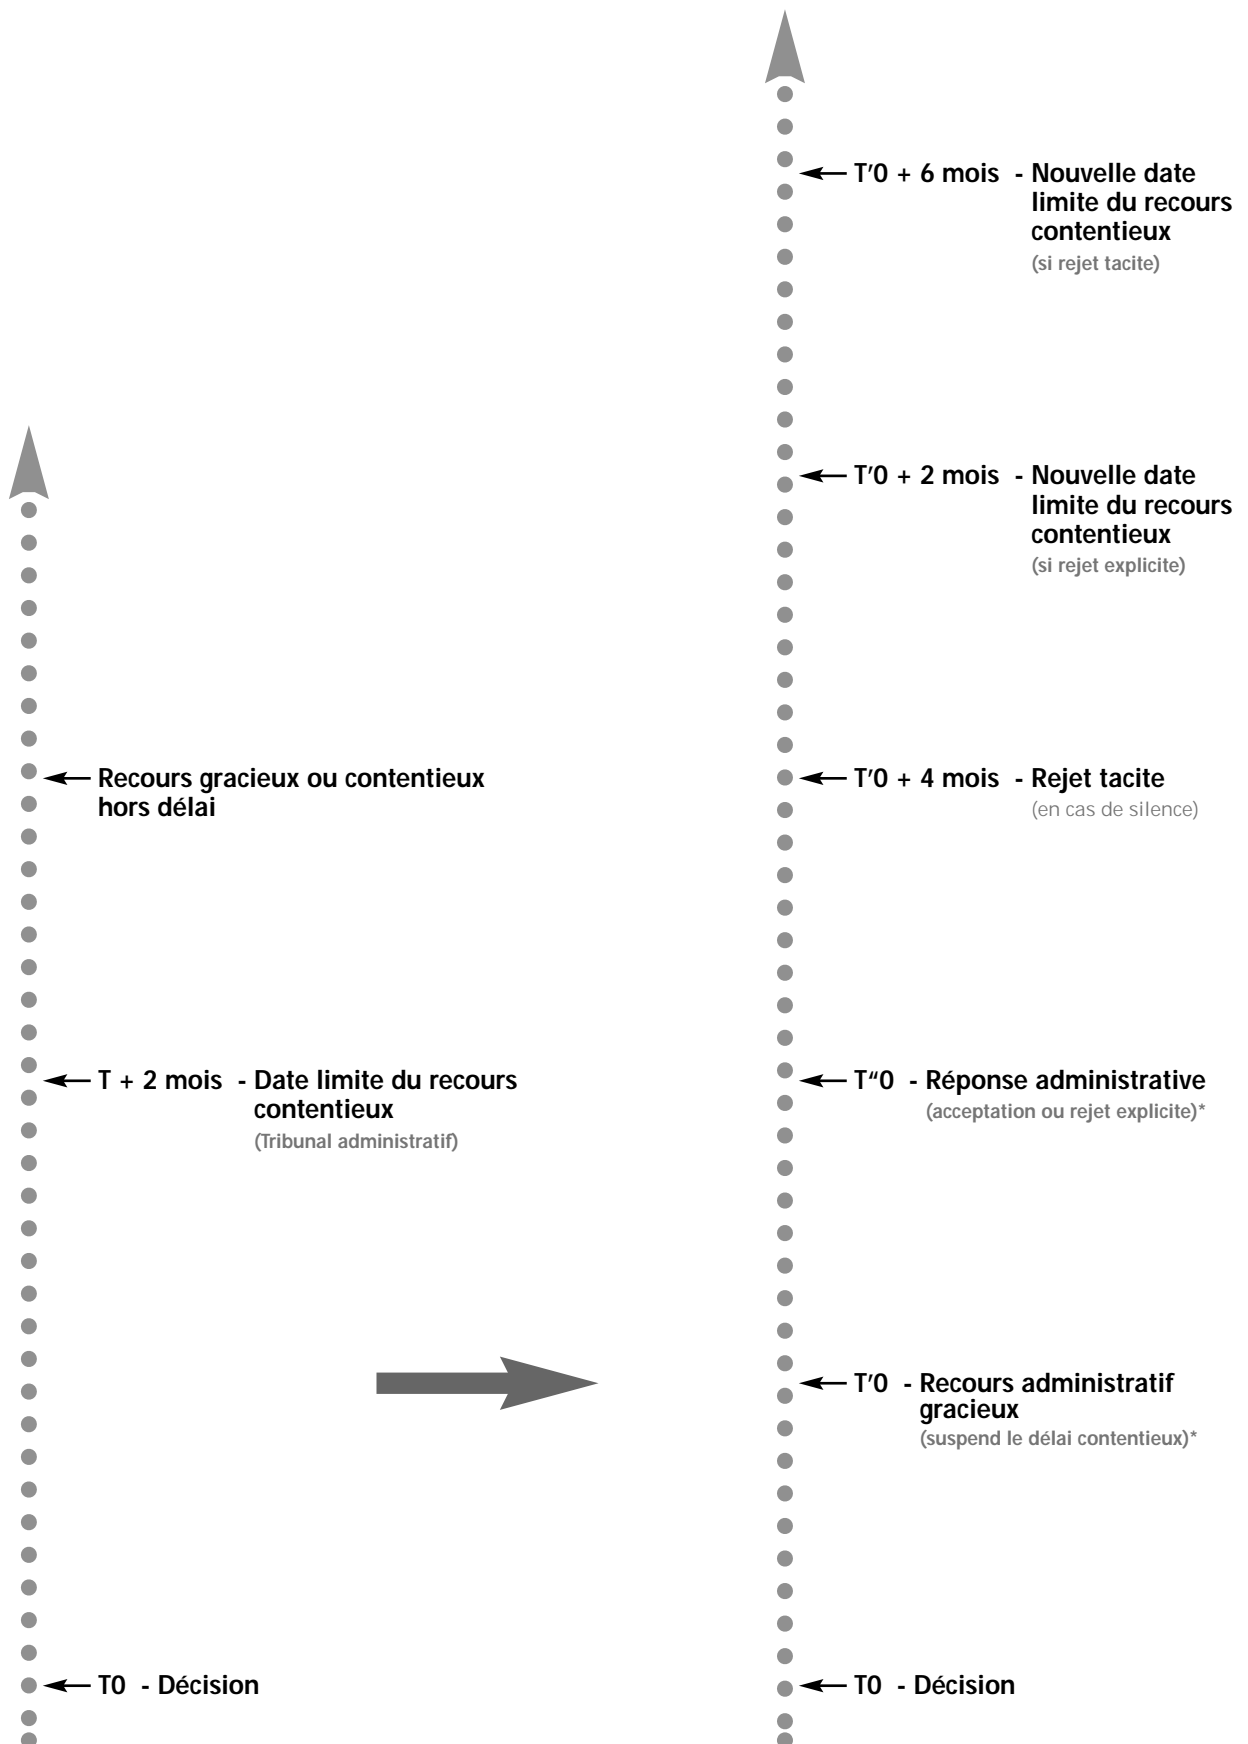 T'0 + 6 mois - Nouvelle date
limite du recours
contentieux
(si rejet tacite)
T'0 + 2 mois - Nouvelle date
limite du recours
contentieux
(si rejet explicite)
Recours gracieux ou contentieux
hors délai
T'0 + 4 mois - Rejet tacite
(en cas de silence)
T + 2 mois - Date limite du recours
contentieux
(Tribunal administratif)
T"0 - Réponse administrative
(acceptation ou rejet explicite)*
T'0 - Recours administratif
gracieux
(suspend le délai contentieux)*
T0 - Décision
T0 - Décision